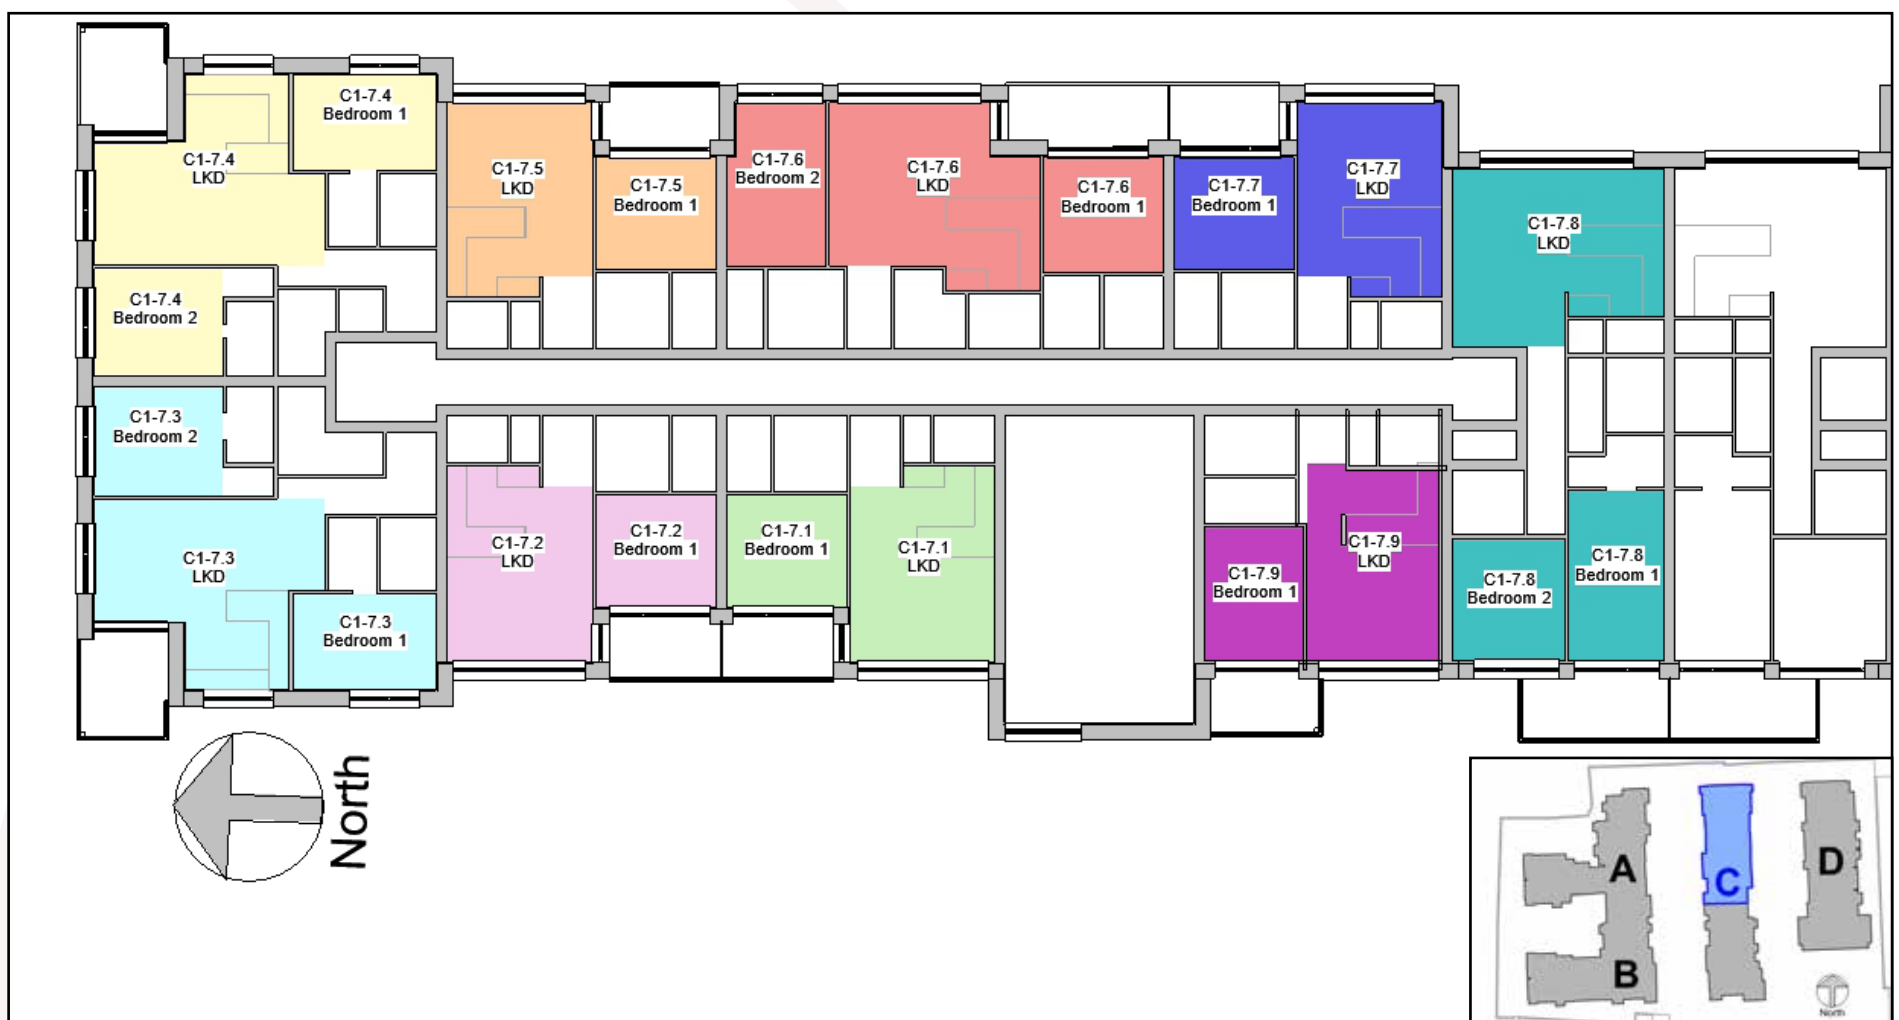 C1-7.4
Bedroom 1
C1-7.4
LKD
C1-7.5
LKD
C1-7.5
Bedroom 1
C1-7.6
Bedroom 2
C1-7.6
LKD
C1-7.6
Bedroom 1
C1-7.7
Bedroom 1
C1-7.7
LKD
C1-7.8
LKD
C1-7.4
Bedroom 2
C1-7.3
Bedroom 2
C1-7.3
LKD
C1-7.3
Bedroom 1
C1-7.2
LKD
C1-7.2
Bedroom 1
C1-7.1
Bedroom 1
C1-7.1
LKD
C1-7.9
Bedroom 1
C1-7.9
LKD
C1-7.8
Bedroom 2
C1-7.8
Bedroom 1
North
A
C
D
B
North